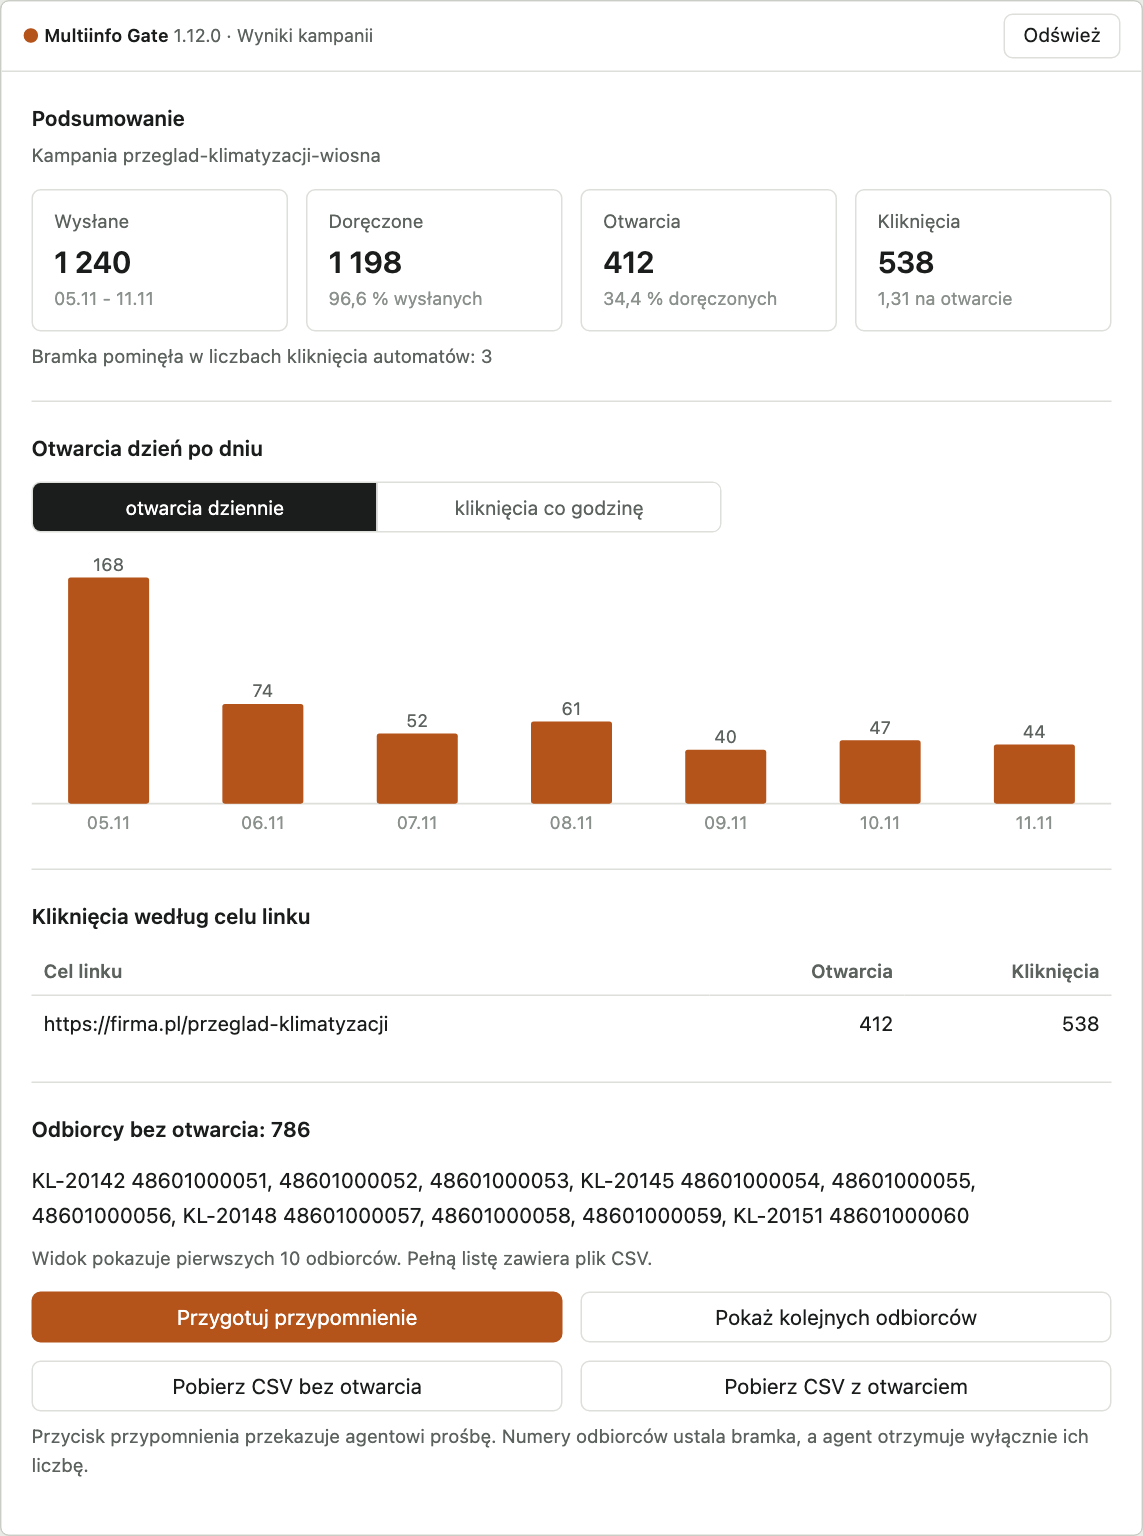 Multiinfo Gate 1.12.0 · Wyniki kampanii
Odśwież
Podsumowanie
Kampania przeglad-klimatyzacji-wiosna
Wysłane
1 240
05.11 - 11.11
Doręczone
1 198
96,6 % wysłanych
Otwarcia
412
34,4 % doręczonych
Kliknięcia
538
1,31 na otwarcie
Bramka pominęła w liczbach kliknięcia automatów: 3
Otwarcia dzień po dniu
otwarcia dziennie
kliknięcia co godzinę
168
74
52
61
40
47
44
05.11
06.11
07.11
08.11
09.11
10.11
11.11
Kliknięcia według celu linku
Cel linku Otwarcia Kliknięcia
https://firma.pl/przeglad-klimatyzacji 412 538
Odbiorcy bez otwarcia: 786
KL-20142 48601000051, 48601000052, 48601000053, KL-20145 48601000054, 48601000055,
48601000056, KL-20148 48601000057, 48601000058, 48601000059, KL-20151 48601000060
Widok pokazuje pierwszych 10 odbiorców. Pełną listę zawiera plik CSV.
Przygotuj przypomnienie
Pokaż kolejnych odbiorców
Pobierz CSV bez otwarcia
Pobierz CSV z otwarciem
Przycisk przypomnienia przekazuje agentowi prośbę. Numery odbiorców ustala bramka, a agent otrzymuje wyłącznie ich
liczbę.